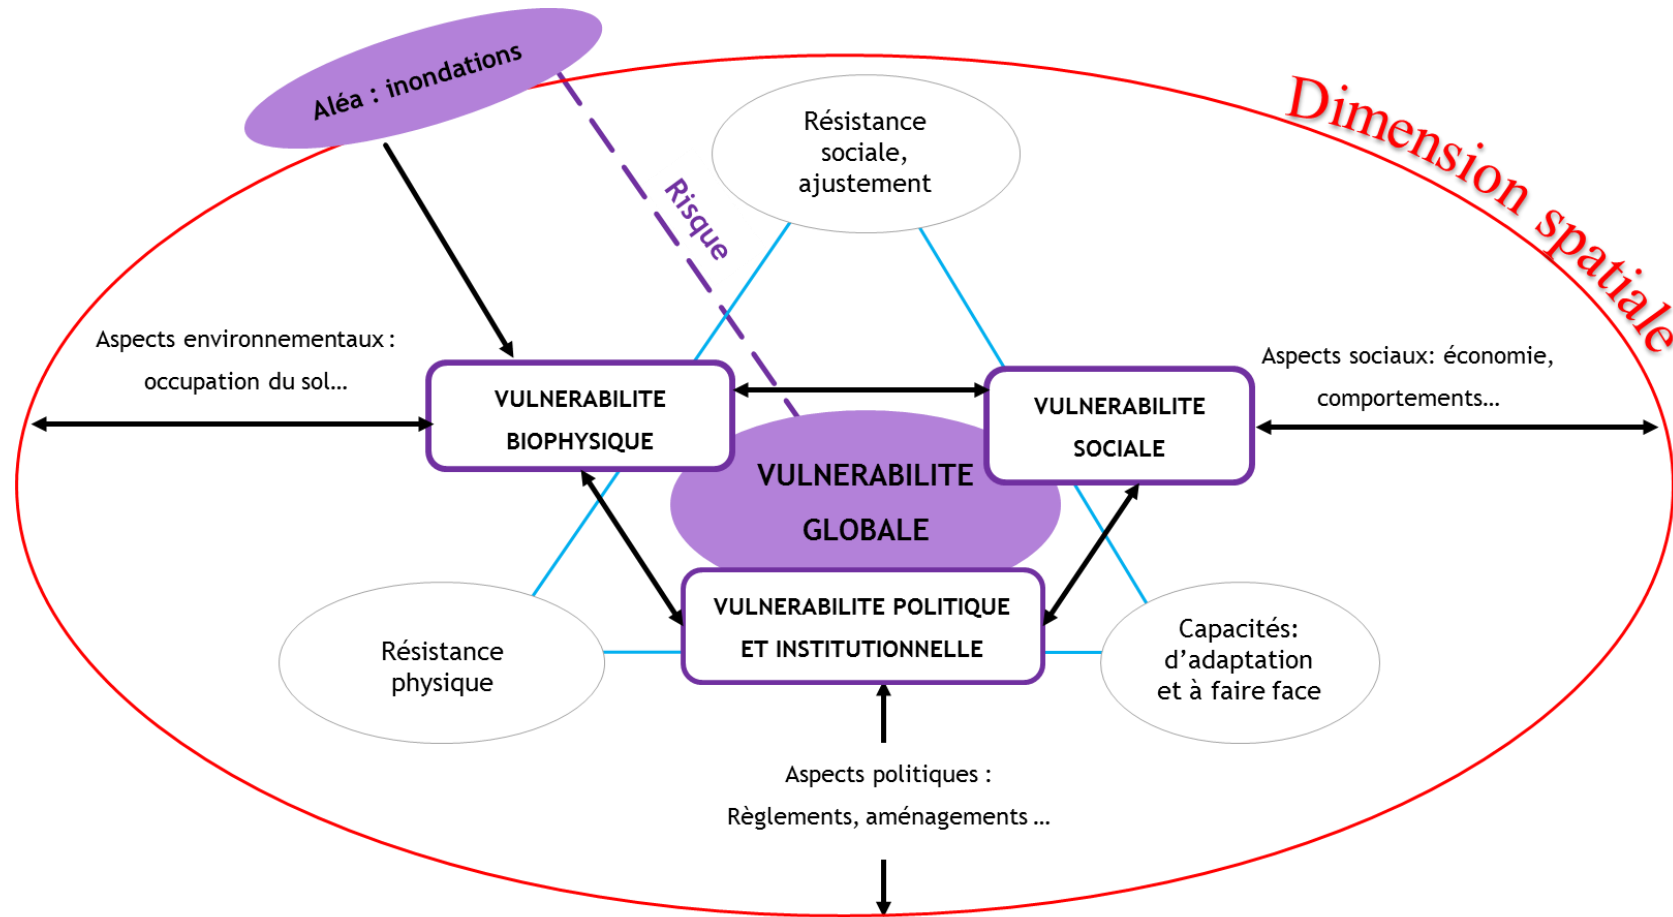 Aléa : inondations
Dimension spatiale
Résistance
sociale,
ajustement
Risque
Aspects environnementaux :
occupation du sol...
Aspects sociaux: économie,
comportements...
VULNERABILITE
BIOPHYSIQUE
VULNERABILITE
SOCIALE
VULNERABILITE
GLOBALE
VULNERABILITE POLITIQUE
ET INSTITUTIONNELLE
Résistance
physique
Capacités:
d’adaptation
et à faire face
Aspects politiques :
Règlements, aménagements ...